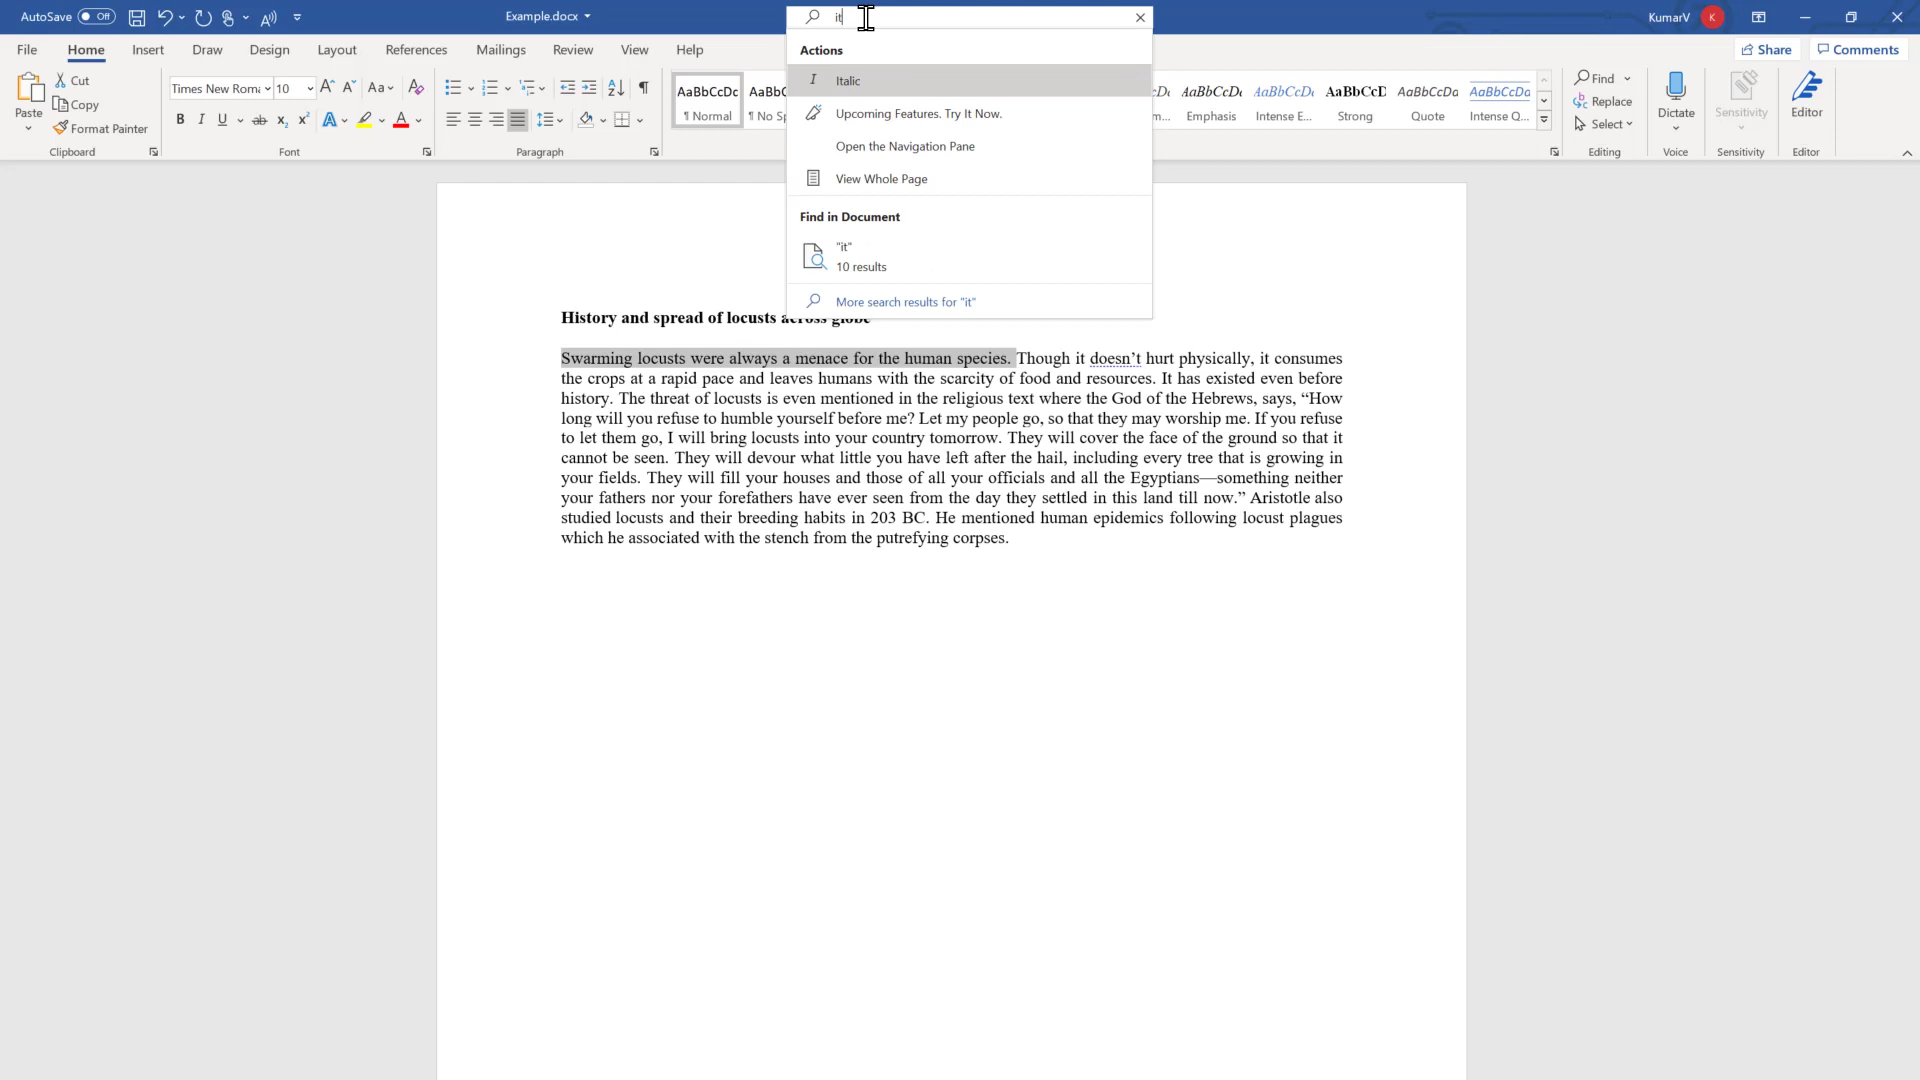 AutoSave Off Example.docx it KumarV K
File Home Insert Draw Design Layout References Mailings Review View Help Share Comments
Paste
Cut
Copy
Format Painter
Clipboard
Times New Roma 10 Aa
B I U ab x₂ x² A A
Font
Paragraph
AaBbCcDc
¶ Normal
AaBbC
¶ No Sp
AaBbCcDc
Emphasis
AaBbCcDc
Intense E...
AaBbCcD
Strong
AaBbCcDd
Quote
AaBbCcDd
Intense Q...
Find
Replace
Select
Editing
Dictate
Voice
Sensitivity
Sensitivity
Editor
Editor
Actions
I Italic
Upcoming Features. Try It Now.
Open the Navigation Pane
View Whole Page
Find in Document
"it"
10 results
More search results for "it"
History and spread of locusts across globe
Swarming locusts were always a menace for the human species. Though it doesn’t hurt physically, it consumes
the crops at a rapid pace and leaves humans with the scarcity of food and resources. It has existed even before
history. The threat of locusts is even mentioned in the religious text where the God of the Hebrews, says, “How
long will you refuse to humble yourself before me? Let my people go, so that they may worship me. If you refuse
to let them go, I will bring locusts into your country tomorrow. They will cover the face of the ground so that it
cannot be seen. They will devour what little you have left after the hail, including every tree that is growing in
your fields. They will fill your houses and those of all your officials and all the Egyptians—something neither
your fathers nor your forefathers have ever seen from the day they settled in this land till now.” Aristotle also
studied locusts and their breeding habits in 203 BC. He mentioned human epidemics following locust plagues
which he associated with the stench from the putrefying corpses.